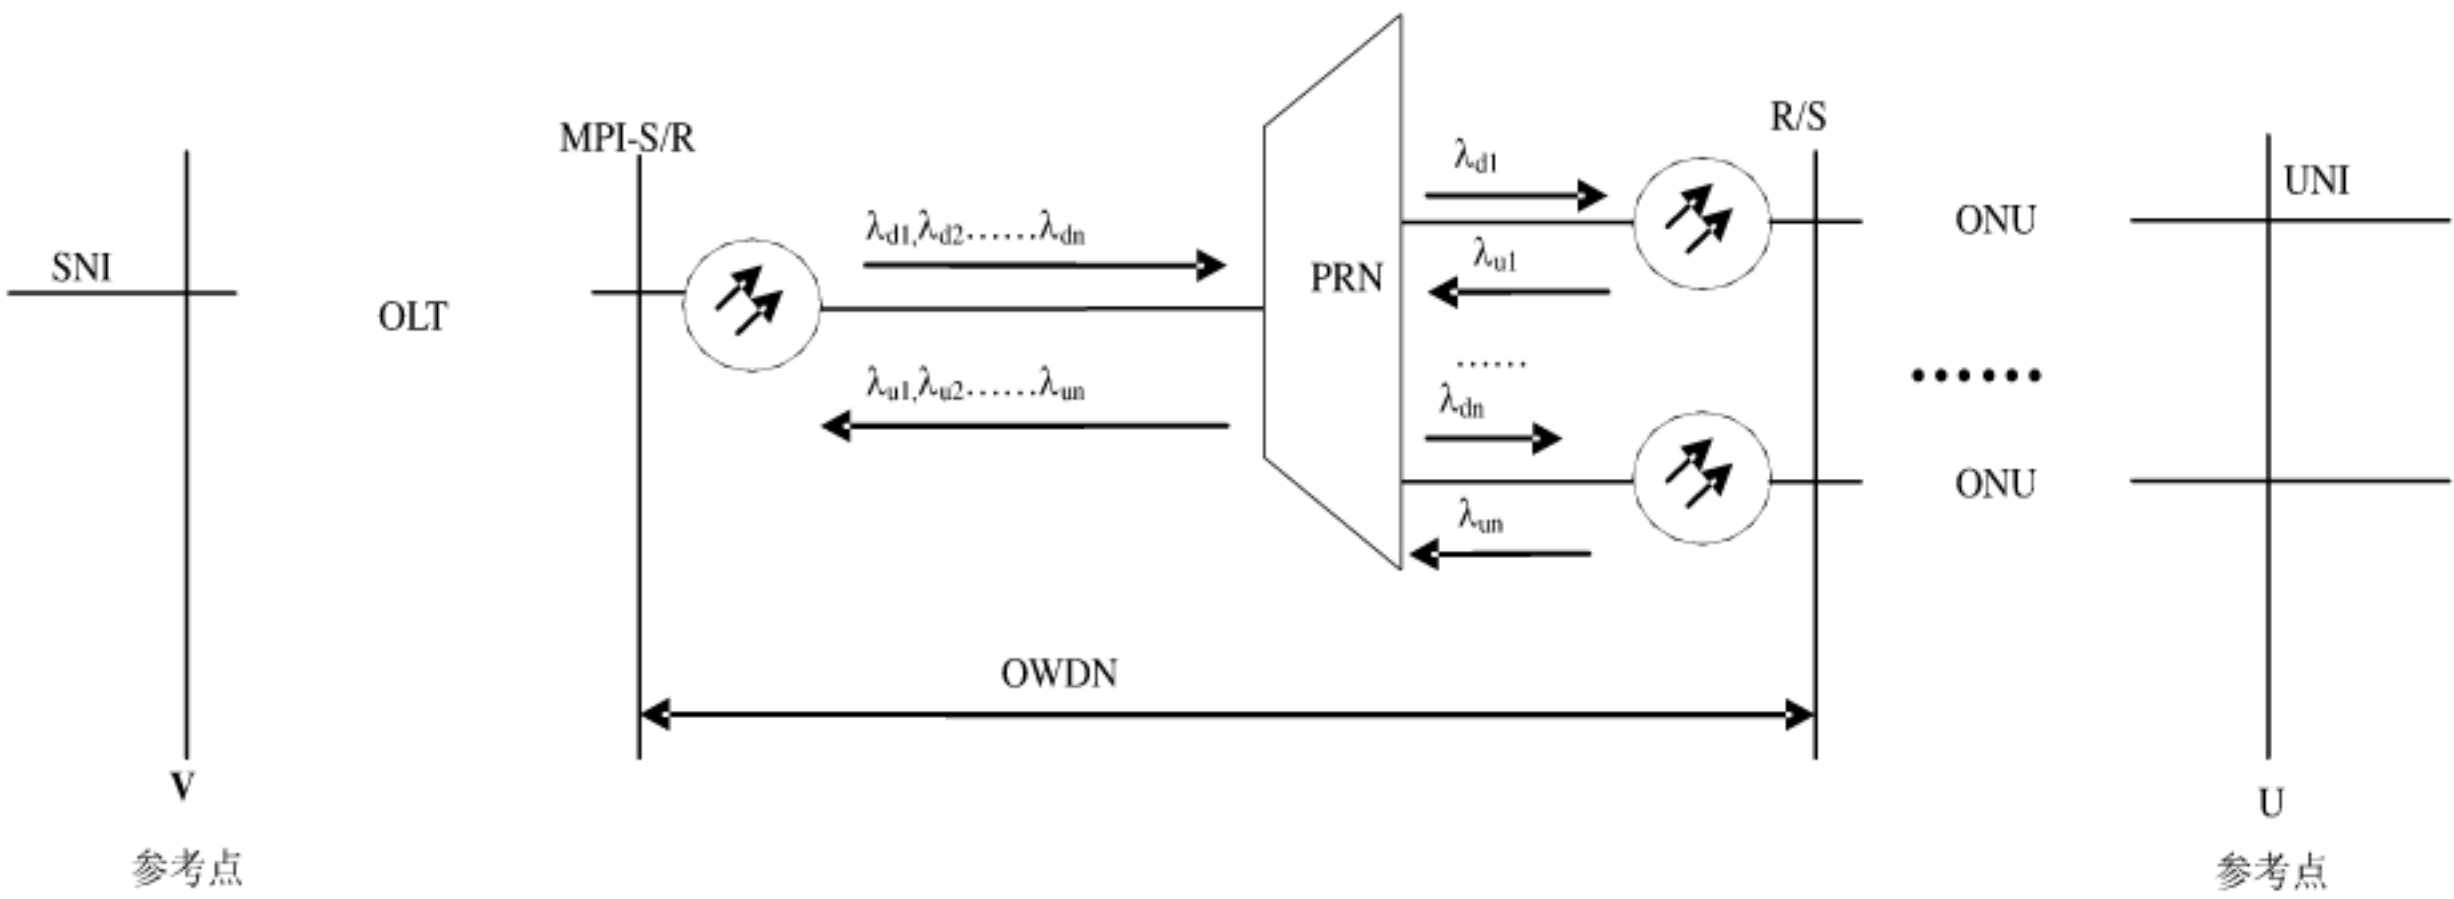 R/S
MPI-S/R
λd1
UNI
λd1,λd2……λdn
ONU
SNI
λu1
PRN
OLT
……
......
λu1,λu2……λun
λdn
ONU
λun
OWDN
V
U
参考点
参考点